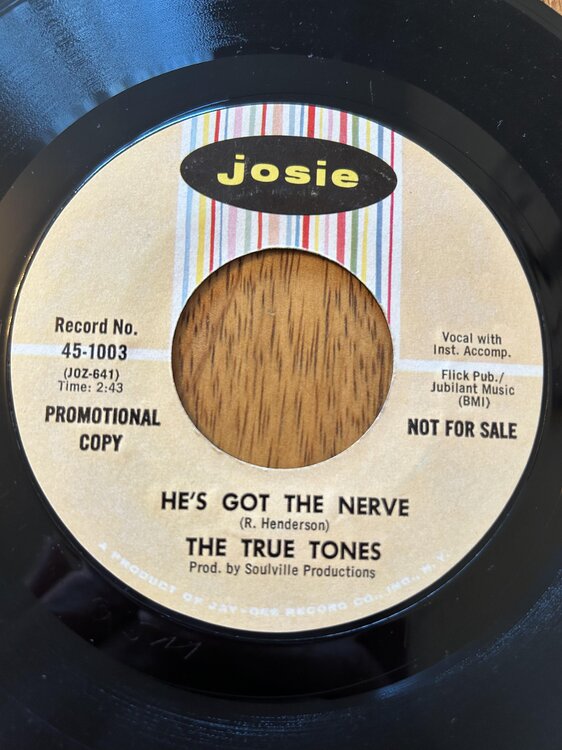 josie
Record No.
45-1003
(JOZ-641)
Time: 2:43
PROMOTIONAL
COPY
Vocal with
Inst. Accomp.
Flick Pub./
Jubilant Music
(BMI)
NOT FOR SALE
HE'S GOT THE NERVE
(R. Henderson)
THE TRUE TONES
Prod. by Soulville Productions
A PRODUCT OF JAY-GEE RECORD CO., INC., N. Y.